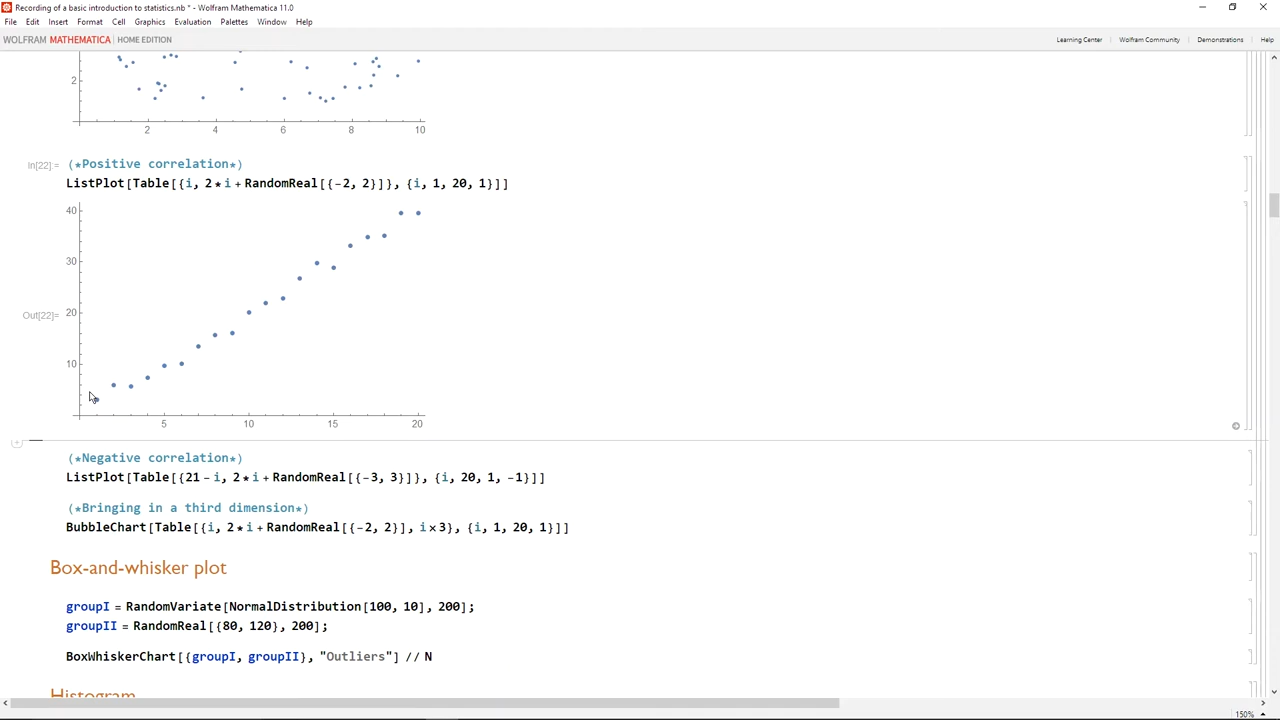 Recording of a basic introduction to statistics.nb * - Wolfram Mathematica 11.0
File Edit Insert Format Cell Graphics Evaluation Palettes Window Help
WOLFRAM MATHEMATICA | HOME EDITION Learning Center | Wolfram Community | Demonstrations | Help
2
2 4 6 8 10
In[22]:= (*Positive correlation*)
ListPlot[Table[{i, 2*i + RandomReal[{-2, 2}]}, {i, 1, 20, 1}]]
40
30
Out[22]= 20
10
5 10 15 20
(*Negative correlation*)
ListPlot[Table[{21 - i, 2*i + RandomReal[{-3, 3}]}, {i, 20, 1, -1}]]
(*Bringing in a third dimension*)
BubbleChart[Table[{i, 2*i + RandomReal[{-2, 2}], i×3}, {i, 1, 20, 1}]]
Box-and-whisker plot
groupI = RandomVariate[NormalDistribution[100, 10], 200];
groupII = RandomReal[{80, 120}, 200];
BoxWhiskerChart[{groupI, groupII}, "Outliers"] // N
Histogram
150%